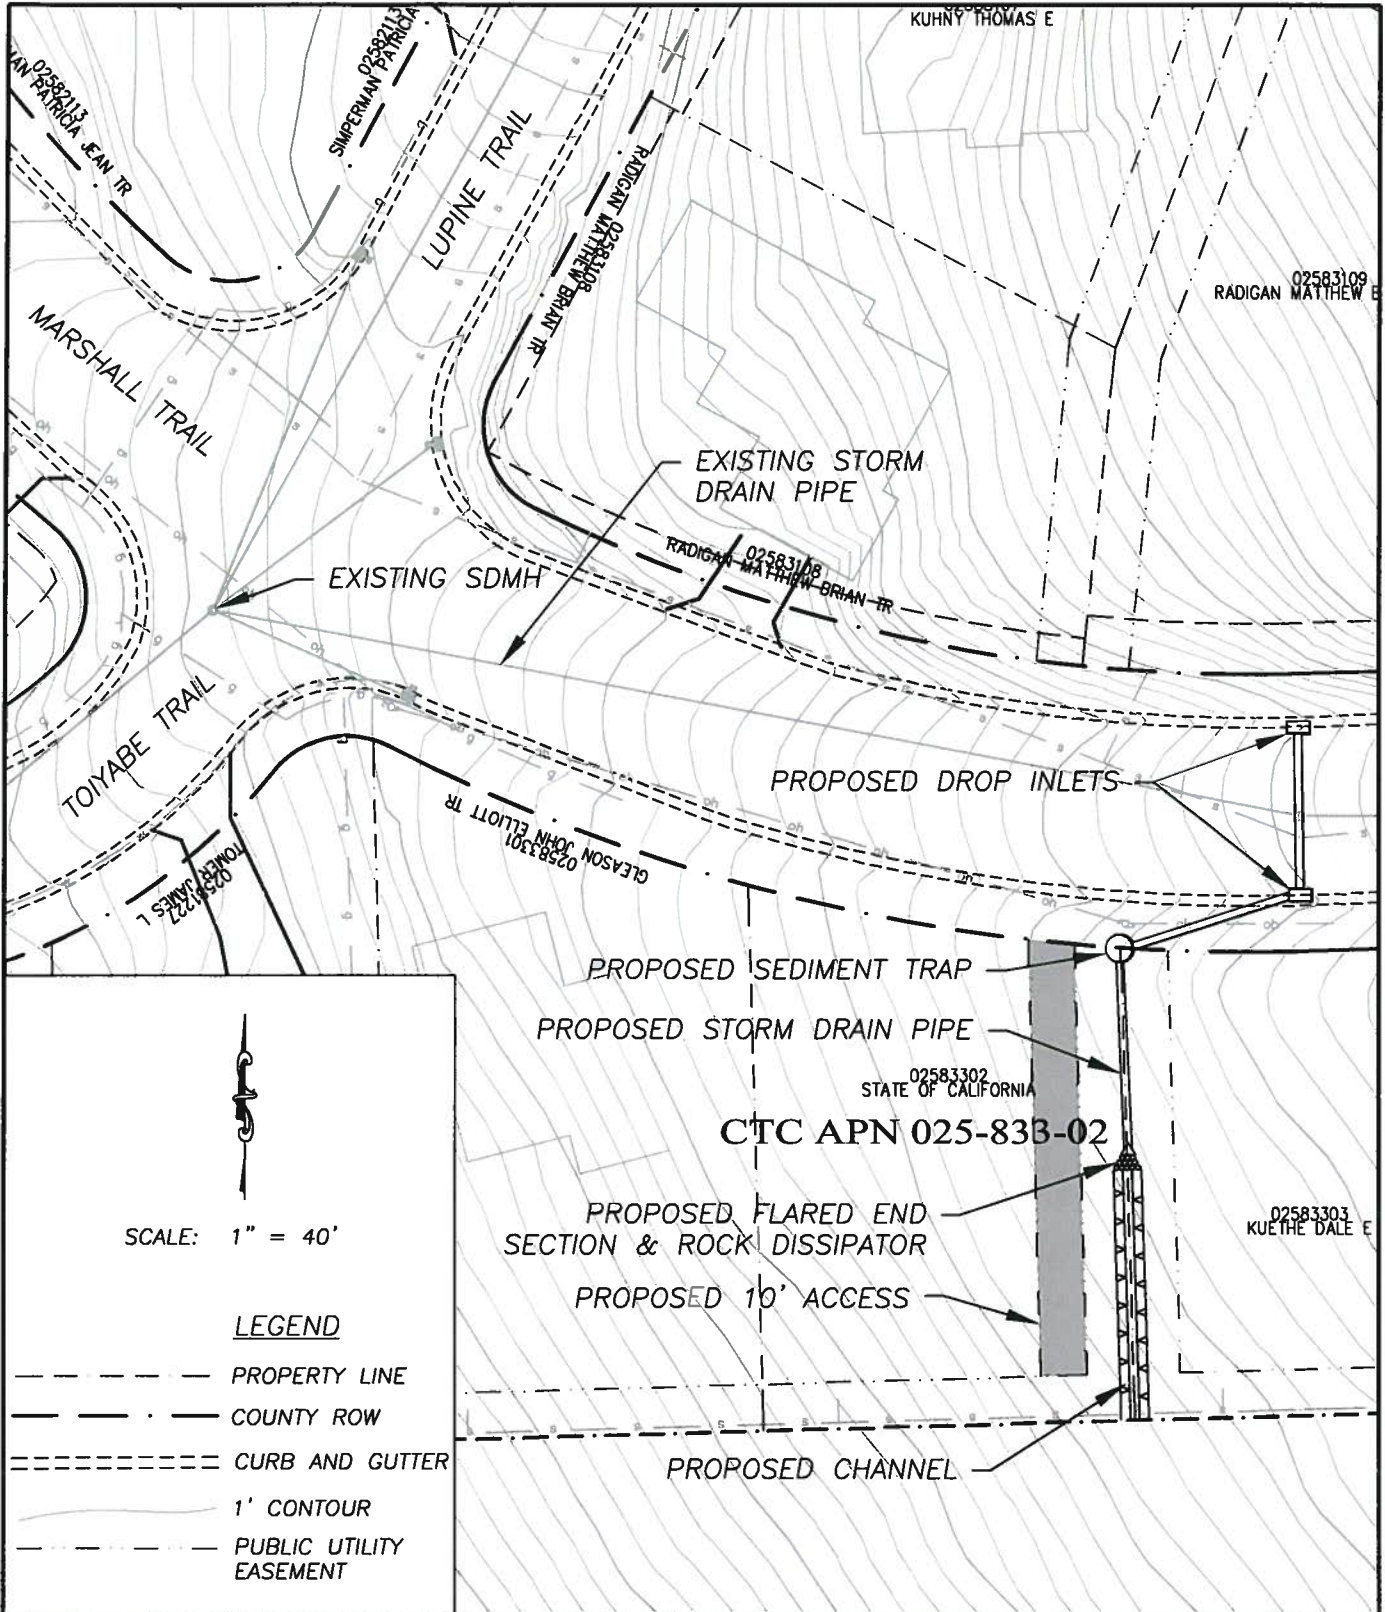 KUHNY THOMAS E
02582113
PATRICIA JEAN TR
02582113
SIMPERMAN PATRICIA
LUPINE TRAIL
02583108
RADIGAN MATTHEW BRIAN TR
02583109
RADIGAN MATTHEW
MARSHALL TRAIL
EXISTING STORM
DRAIN PIPE
02583108
RADIGAN MATTHEW BRIAN TR
EXISTING SDMH
TOIYABE TRAIL
PROPOSED DROP INLETS
02583301
GLEASON JOHN ELLIOTT TR
02581227
TOMER JAMES L
PROPOSED SEDIMENT TRAP
PROPOSED STORM DRAIN PIPE
02583302
STATE OF CALIFORNIA
CTC APN 025-833-02
PROPOSED FLARED END
SECTION & ROCK DISSIPATOR
02583303
KUETHE DALE E
PROPOSED 10' ACCESS
PROPOSED CHANNEL
SCALE: 1" = 40'
LEGEND
PROPERTY LINE
COUNTY ROW
CURB AND GUTTER
1' CONTOUR
PUBLIC UTILITY
EASEMENT